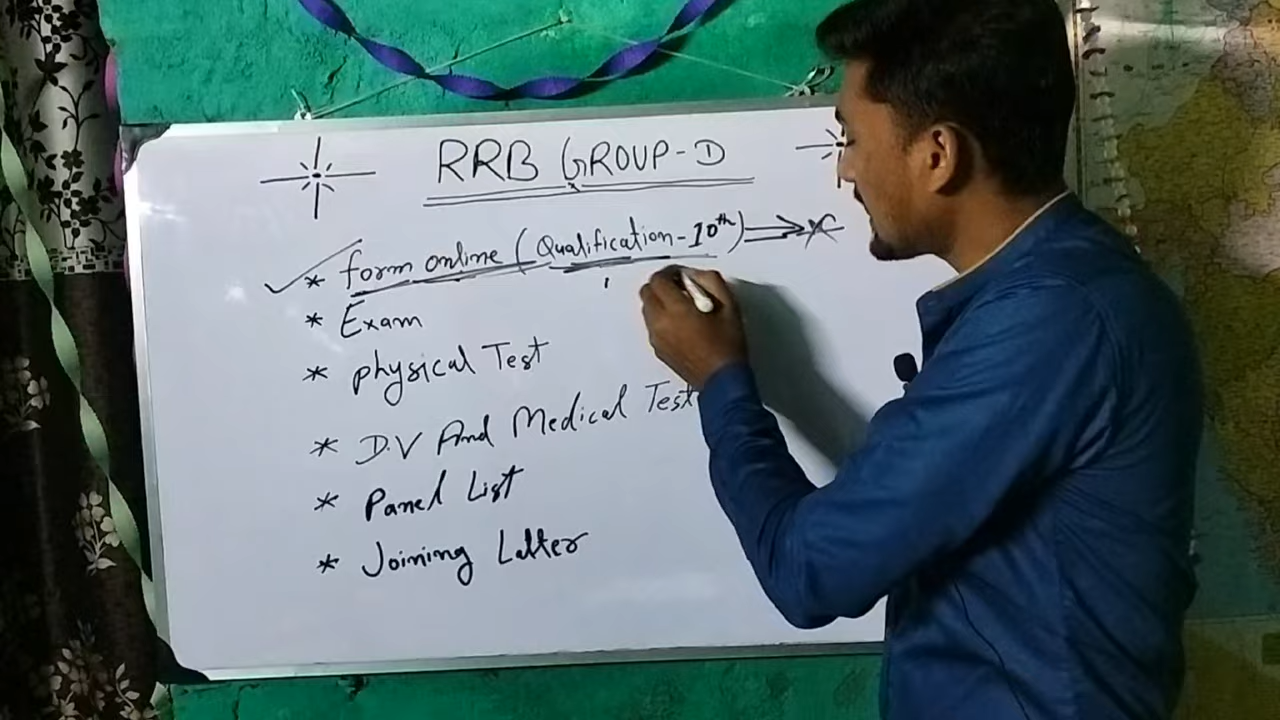 RRB GROUP-D
* form online (Qualification-10th)
* Exam
* physical Test
* D.V And Medical Test
* Panel List
* Joining Letter